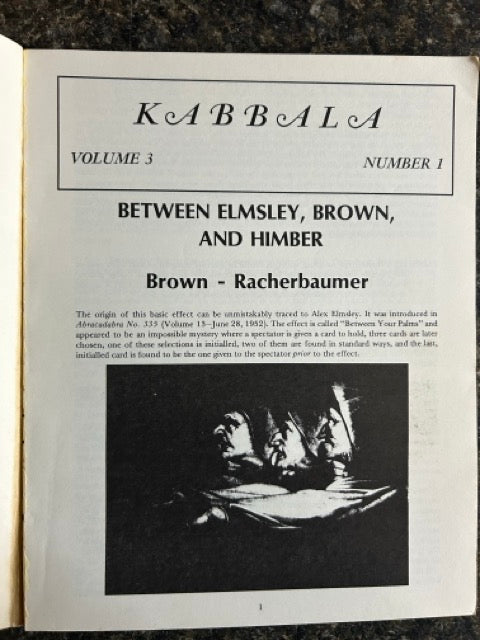 KABBALA
VOLUME 3
NUMBER 1
BETWEEN ELMSLEY, BROWN,
AND HIMBER
Brown - Racherbaumer
The origin of this basic effect can be unmistakably traced to Alex Elmsley. It was introduced in
Abracadabra No. 335 (Volume 13—June 28, 1952). The effect is called "Between Your Palms" and
appeared to be an impossible mystery where a spectator is given a card to hold, three cards are later
chosen, one of these selections is initialled, two of them are found in standard ways, and the last,
initialled card is found to be the one given to the spectator prior to the effect.
1